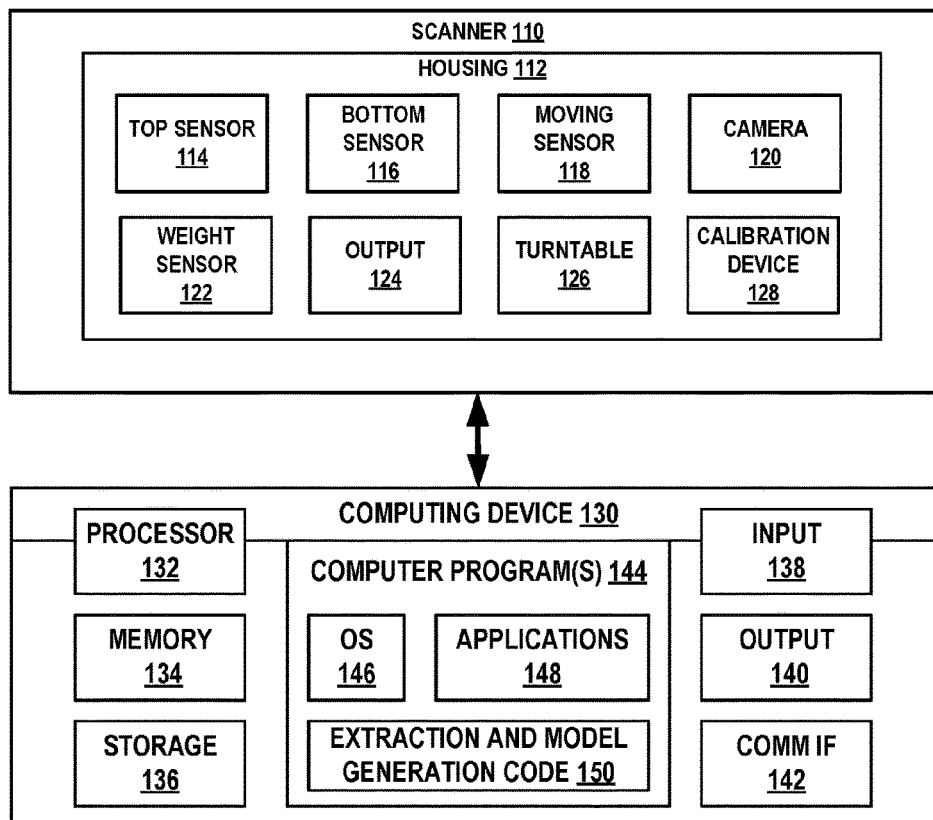 SCANNER 110
HOUSING 112
TOP SENSOR
114
BOTTOM
SENSOR
116
MOVING
SENSOR
118
CAMERA
120
WEIGHT
SENSOR
122
OUTPUT
124
TURNTABLE
126
CALIBRATION
DEVICE
128
COMPUTING DEVICE 130
PROCESSOR
132
MEMORY
134
STORAGE
136
COMPUTER PROGRAM(S) 144
OS
146
APPLICATIONS
148
EXTRACTION AND MODEL
GENERATION CODE 150
INPUT
138
OUTPUT
140
COMM IF
142